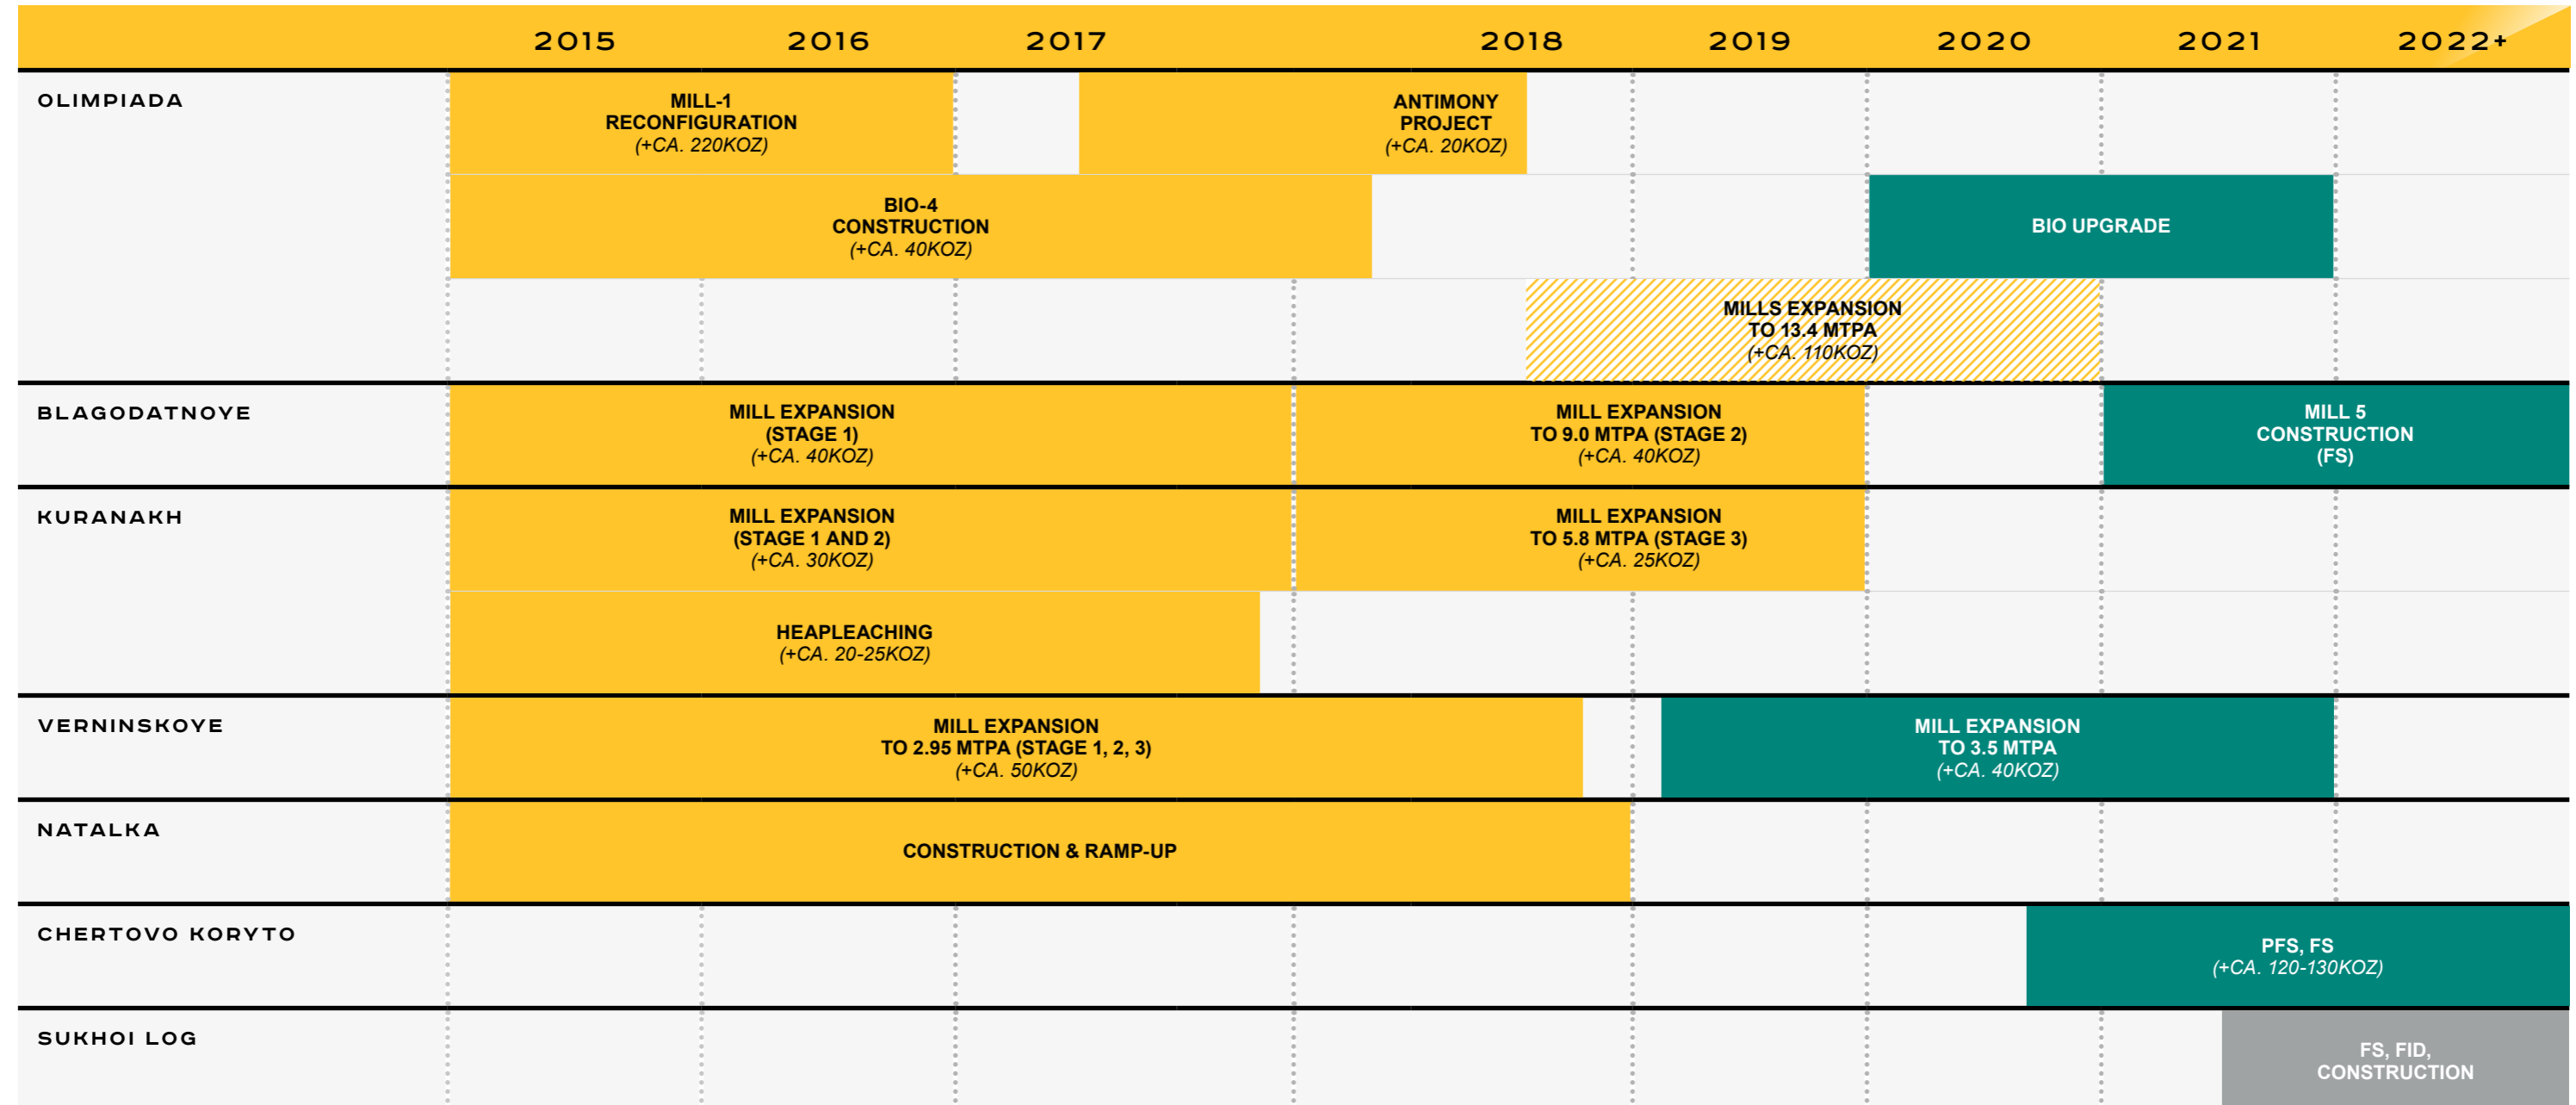 2015 2016 2017 2018 2019 2020 2021 2022+
OLIMPIADA
MILL-1
RECONFIGURATION
(+CA. 220KOZ)
ANTIMONY
PROJECT
(+CA. 20KOZ)
BIO-4
CONSTRUCTION
(+CA. 40KOZ)
BIO UPGRADE
MILLS EXPANSION
TO 13.4 MTPA
(+CA. 110KOZ)
BLAGODATNOYE
MILL EXPANSION
(STAGE 1)
(+CA. 40KOZ)
MILL EXPANSION
TO 9.0 MTPA (STAGE 2)
(+CA. 40KOZ)
MILL 5
CONSTRUCTION
(FS)
KURANAKH
MILL EXPANSION
(STAGE 1 AND 2)
(+CA. 30KOZ)
MILL EXPANSION
TO 5.8 MTPA (STAGE 3)
(+CA. 25KOZ)
HEAPLEACHING
(+CA. 20-25KOZ)
VERNINSKOYE
MILL EXPANSION
TO 2.95 MTPA (STAGE 1, 2, 3)
(+CA. 50KOZ)
MILL EXPANSION
TO 3.5 MTPA
(+CA. 40KOZ)
NATALKA
CONSTRUCTION & RAMP-UP
CHERTOVO KORYTO
PFS, FS
(+CA. 120-130KOZ)
SUKHOI LOG
FS, FID,
CONSTRUCTION